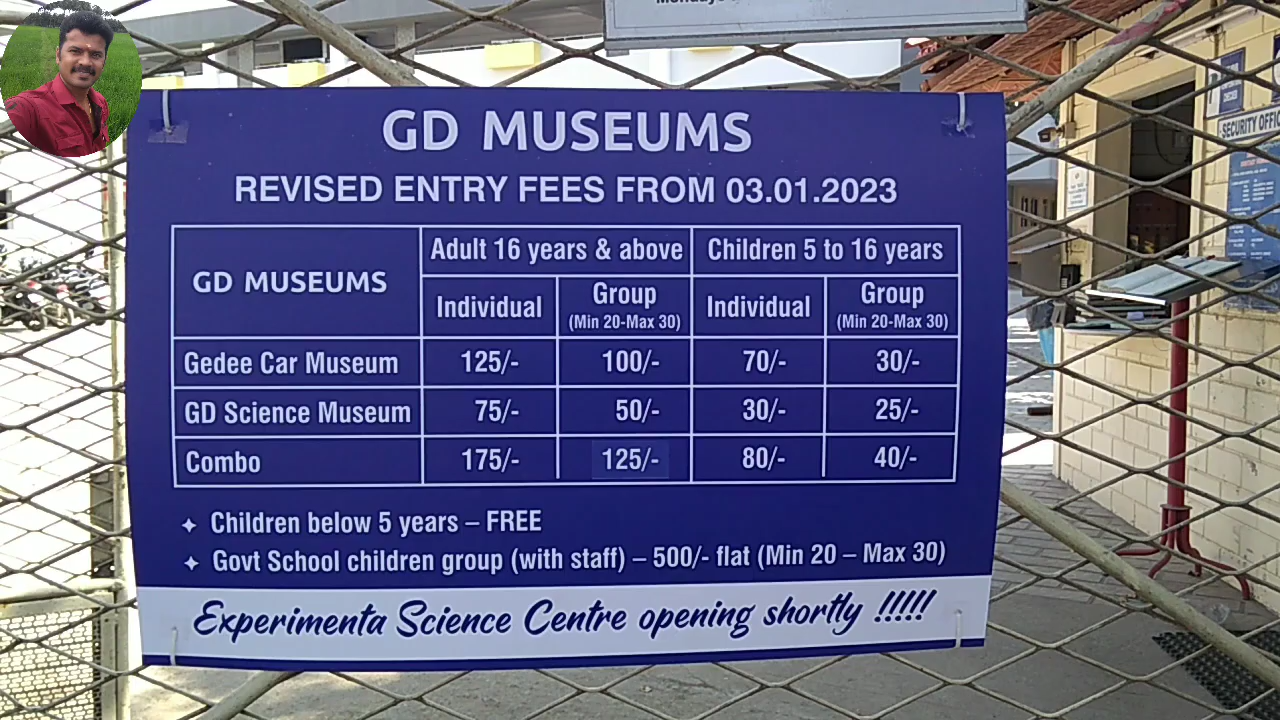 Mondays
GD MUSEUMS
REVISED ENTRY FEES FROM 03.01.2023
GD MUSEUMS Adult 16 years & above Children 5 to 16 years
Individual Group (Min 20-Max 30) Individual Group (Min 20-Max 30)
Gedee Car Museum 125/- 100/- 70/- 30/-
GD Science Museum 75/- 50/- 30/- 25/-
Combo 175/- 125/- 80/- 40/-
✦ Children below 5 years – FREE
✦ Govt School children group (with staff) – 500/- flat (Min 20 – Max 30)
Experimenta Science Centre opening shortly !!!!!
SECURITY OFFIC